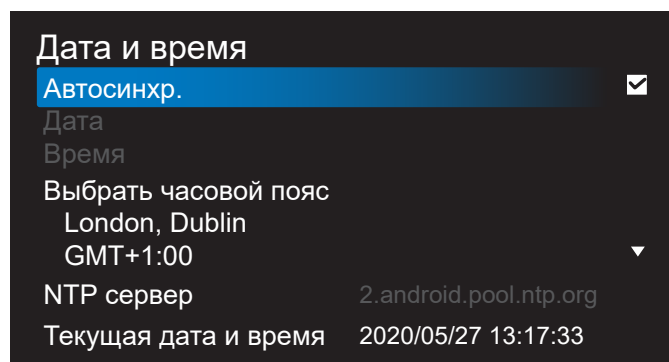 Дата и время
Автосинхр.
Дата
Время
Выбрать часовой пояс
London, Dublin
GMT+1:00
NTP сервер 2.android.pool.ntp.org
Текущая дата и время 2020/05/27 13:17:33